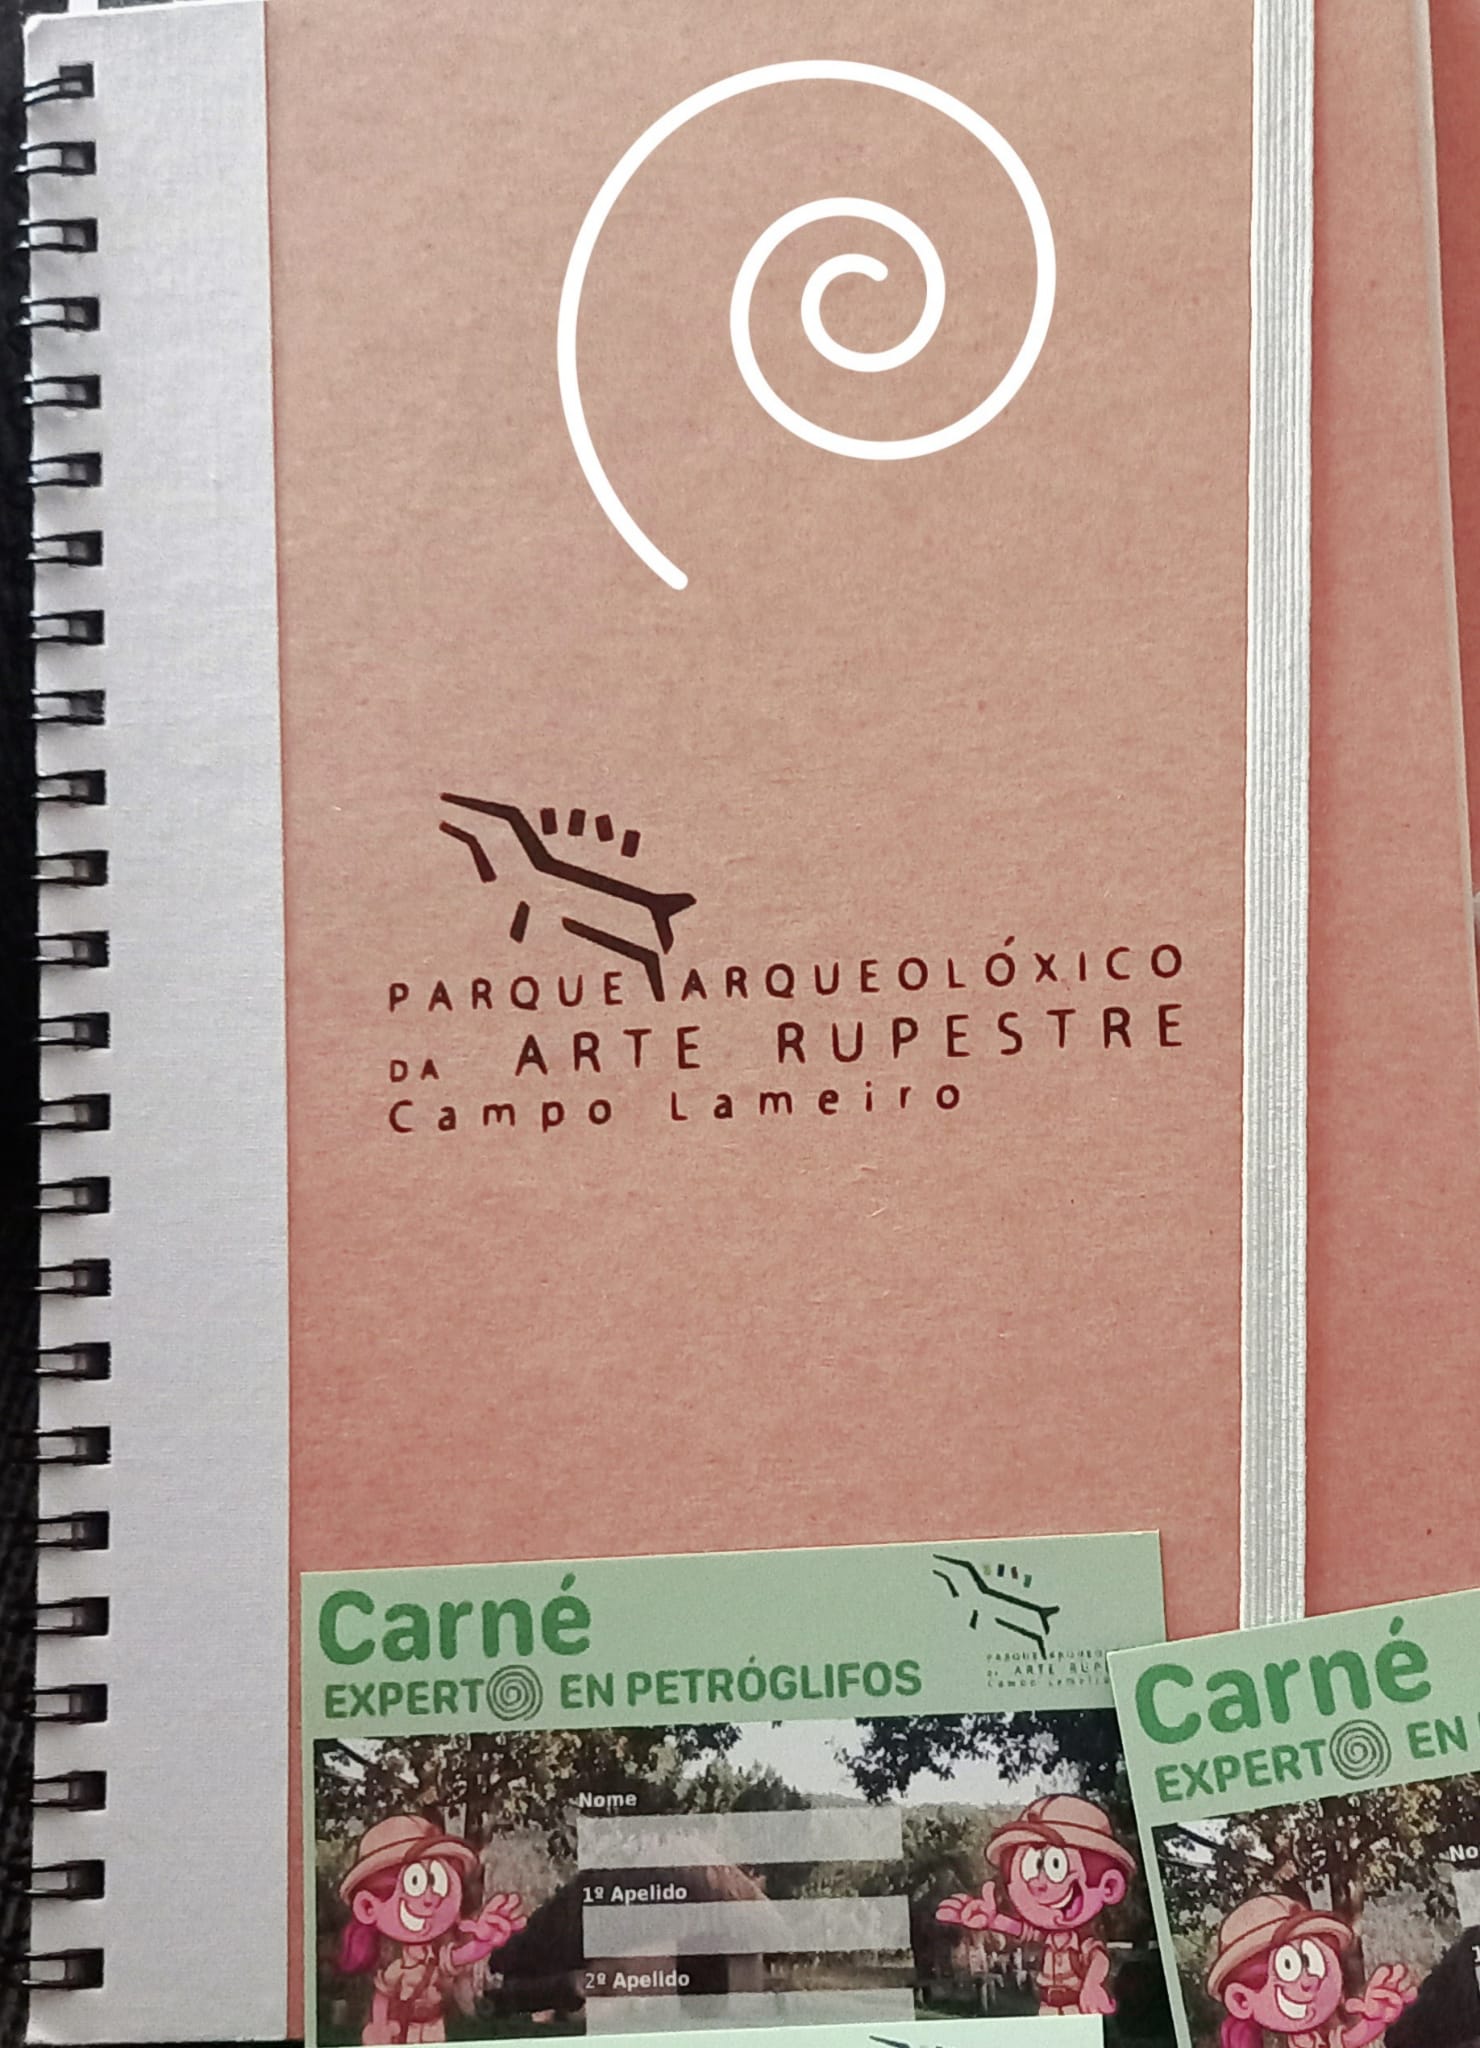 PARQUE ARQUEOLÓXICO
DA ARTE RUPESTRE
Campo Lameiro
Carné
EXPERTO EN PETRÓGLIFOS
ARTE
Nome
1º Apelido
2º Apelido
Carné
EXPERTO EN